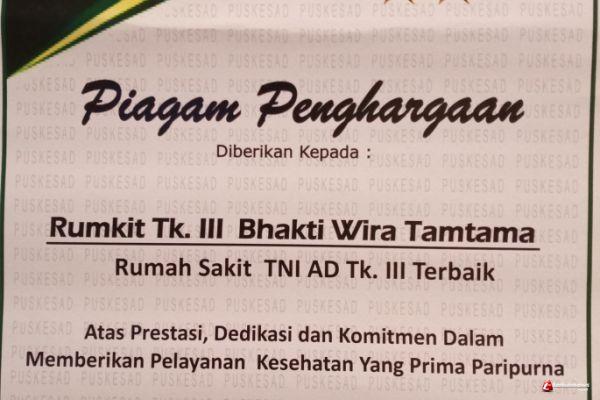 Piagam Penghargaan
Diberikan Kepada :
Rumkit Tk. III Bhakti Wira Tamtama
Rumah Sakit TNI AD Tk. III Terbaik
Atas Prestasi, Dedikasi dan Komitmen Dalam
Memberikan Pelayanan Kesehatan Yang Prima Paripurna
PUSKESAD